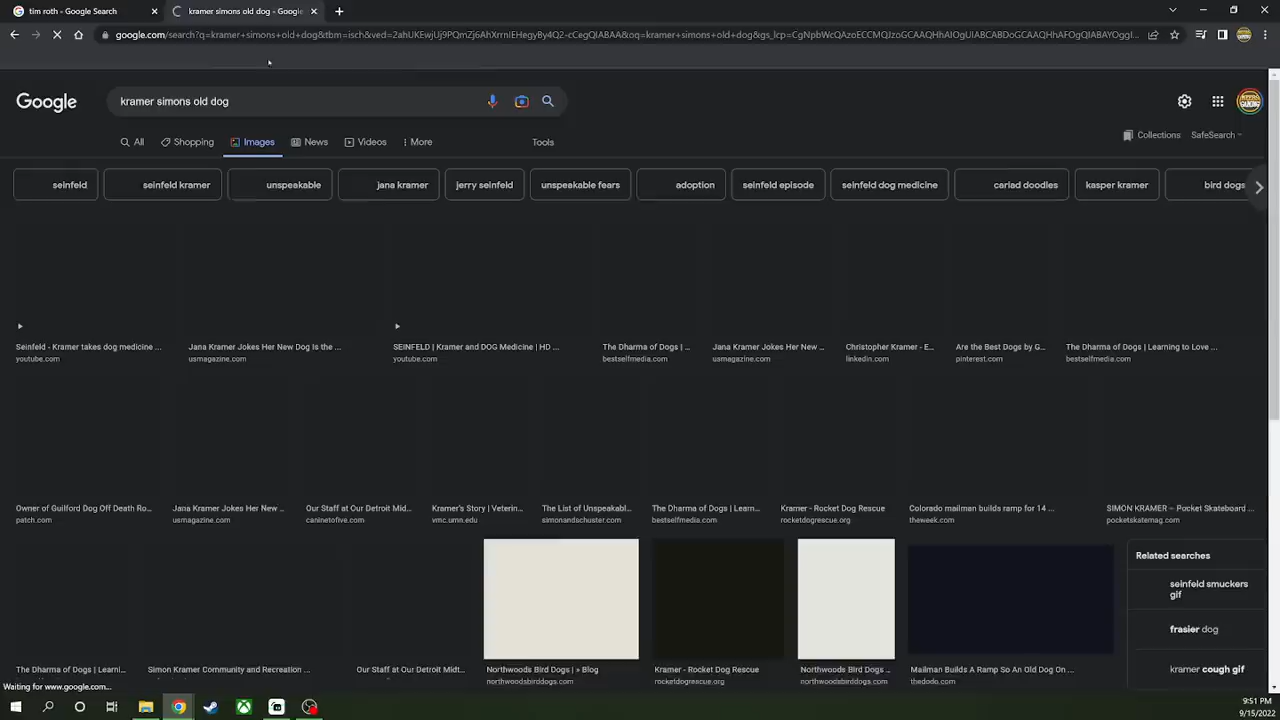 tim roth - Google Search
kramer simons old dog - Google
google.com/search?q=kramer+simons+old+dog&tbm=isch&ved=2ahUKEwjUj9PQmZj6AhXrrnIEHegyBy4Q2-cCegQIABAA&oq=kramer+simons+old+dog&gs_lcp=CgNpbWcQAzoECCMQJzoGCAAQHhAIOgUIABCABDoGCAAQHhAFOgQIABAYOgglI...
Google
kramer simons old dog
All
Shopping
Images
News
Videos
More
Tools
Collections
SafeSearch
seinfeld
seinfeld kramer
unspeakable
jana kramer
jerry seinfeld
unspeakable fears
adoption
seinfeld episode
seinfeld dog medicine
cariad doodles
kasper kramer
bird dogs
Seinfeld - Kramer takes dog medicine ...
Jana Kramer Jokes Her New Dog Is the ...
SEINFELD | Kramer and DOG Medicine | HD ...
The Dharma of Dogs | ...
Jana Kramer Jokes Her New ...
Christopher Kramer - E...
Are the Best Dogs by G...
The Dharma of Dogs | Learning to Love ...
youtube.com
usmagazine.com
youtube.com
bestselfmedia.com
usmagazine.com
linkedin.com
pinterest.com
bestselfmedia.com
Owner of Guilford Dog Off Death Ro...
Jana Kramer Jokes Her New ...
Our Staff at Our Detroit Mid...
Kramer's Story | Veterin...
The List of Unspeakabl...
The Dharma of Dogs | Learn...
Kramer - Rocket Dog Rescue
Colorado mailman builds ramp for 14 ...
SIMON KRAMER – Pocket Skateboard ...
patch.com
usmagazine.com
caninetofive.com
vmc.umn.edu
simonandschuster.com
bestselfmedia.com
rocketdogrescue.org
theweek.com
pocketskatemag.com
Related searches
seinfeld smuckers
gif
frasier dog
kramer cough gif
The Dharma of Dogs | Learni...
Simon Kramer Community and Recreation ...
Our Staff at Our Detroit Midt...
Northwoods Bird Dogs | » Blog
Kramer - Rocket Dog Rescue
Northwoods Bird Dogs ...
Mailman Builds A Ramp So An Old Dog On ...
northwoodsbirddogs.com
rocketdogrescue.org
northwoodsbirddogs.com
thedodo.com
Waiting for www.google.com...
9:51 PM
9/15/2022